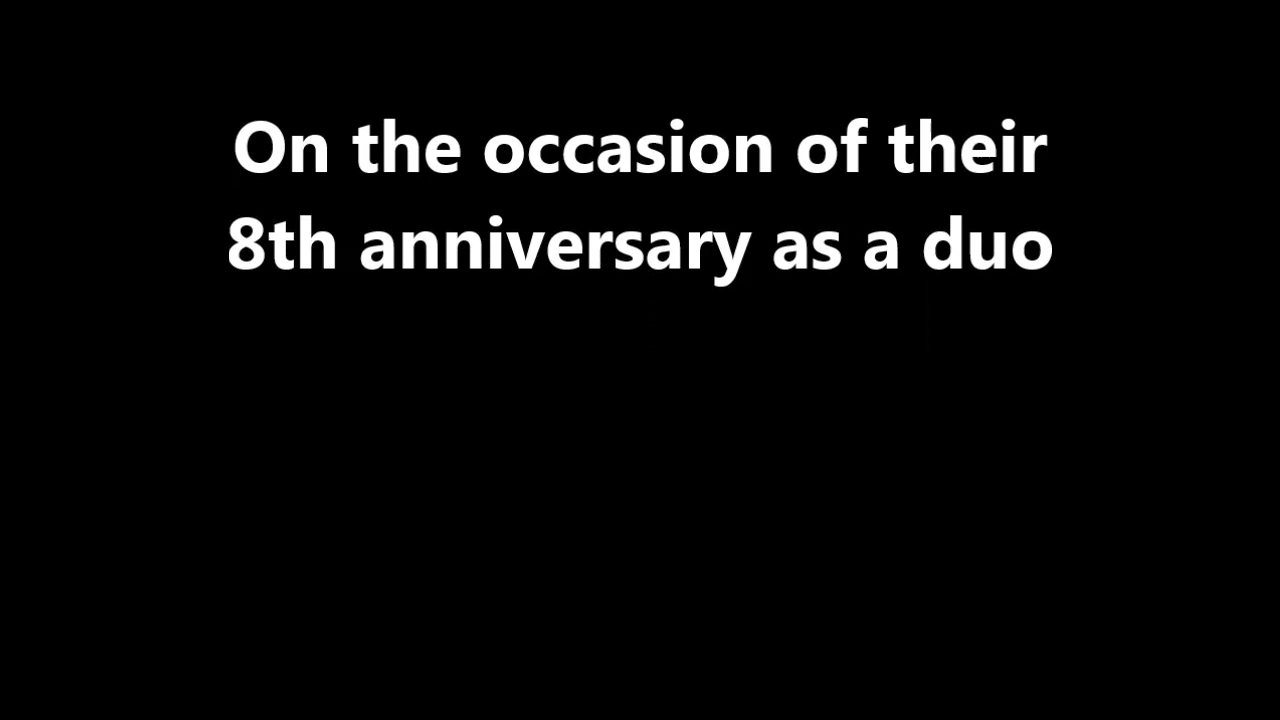 On the occasion of their
8th anniversary as a duo